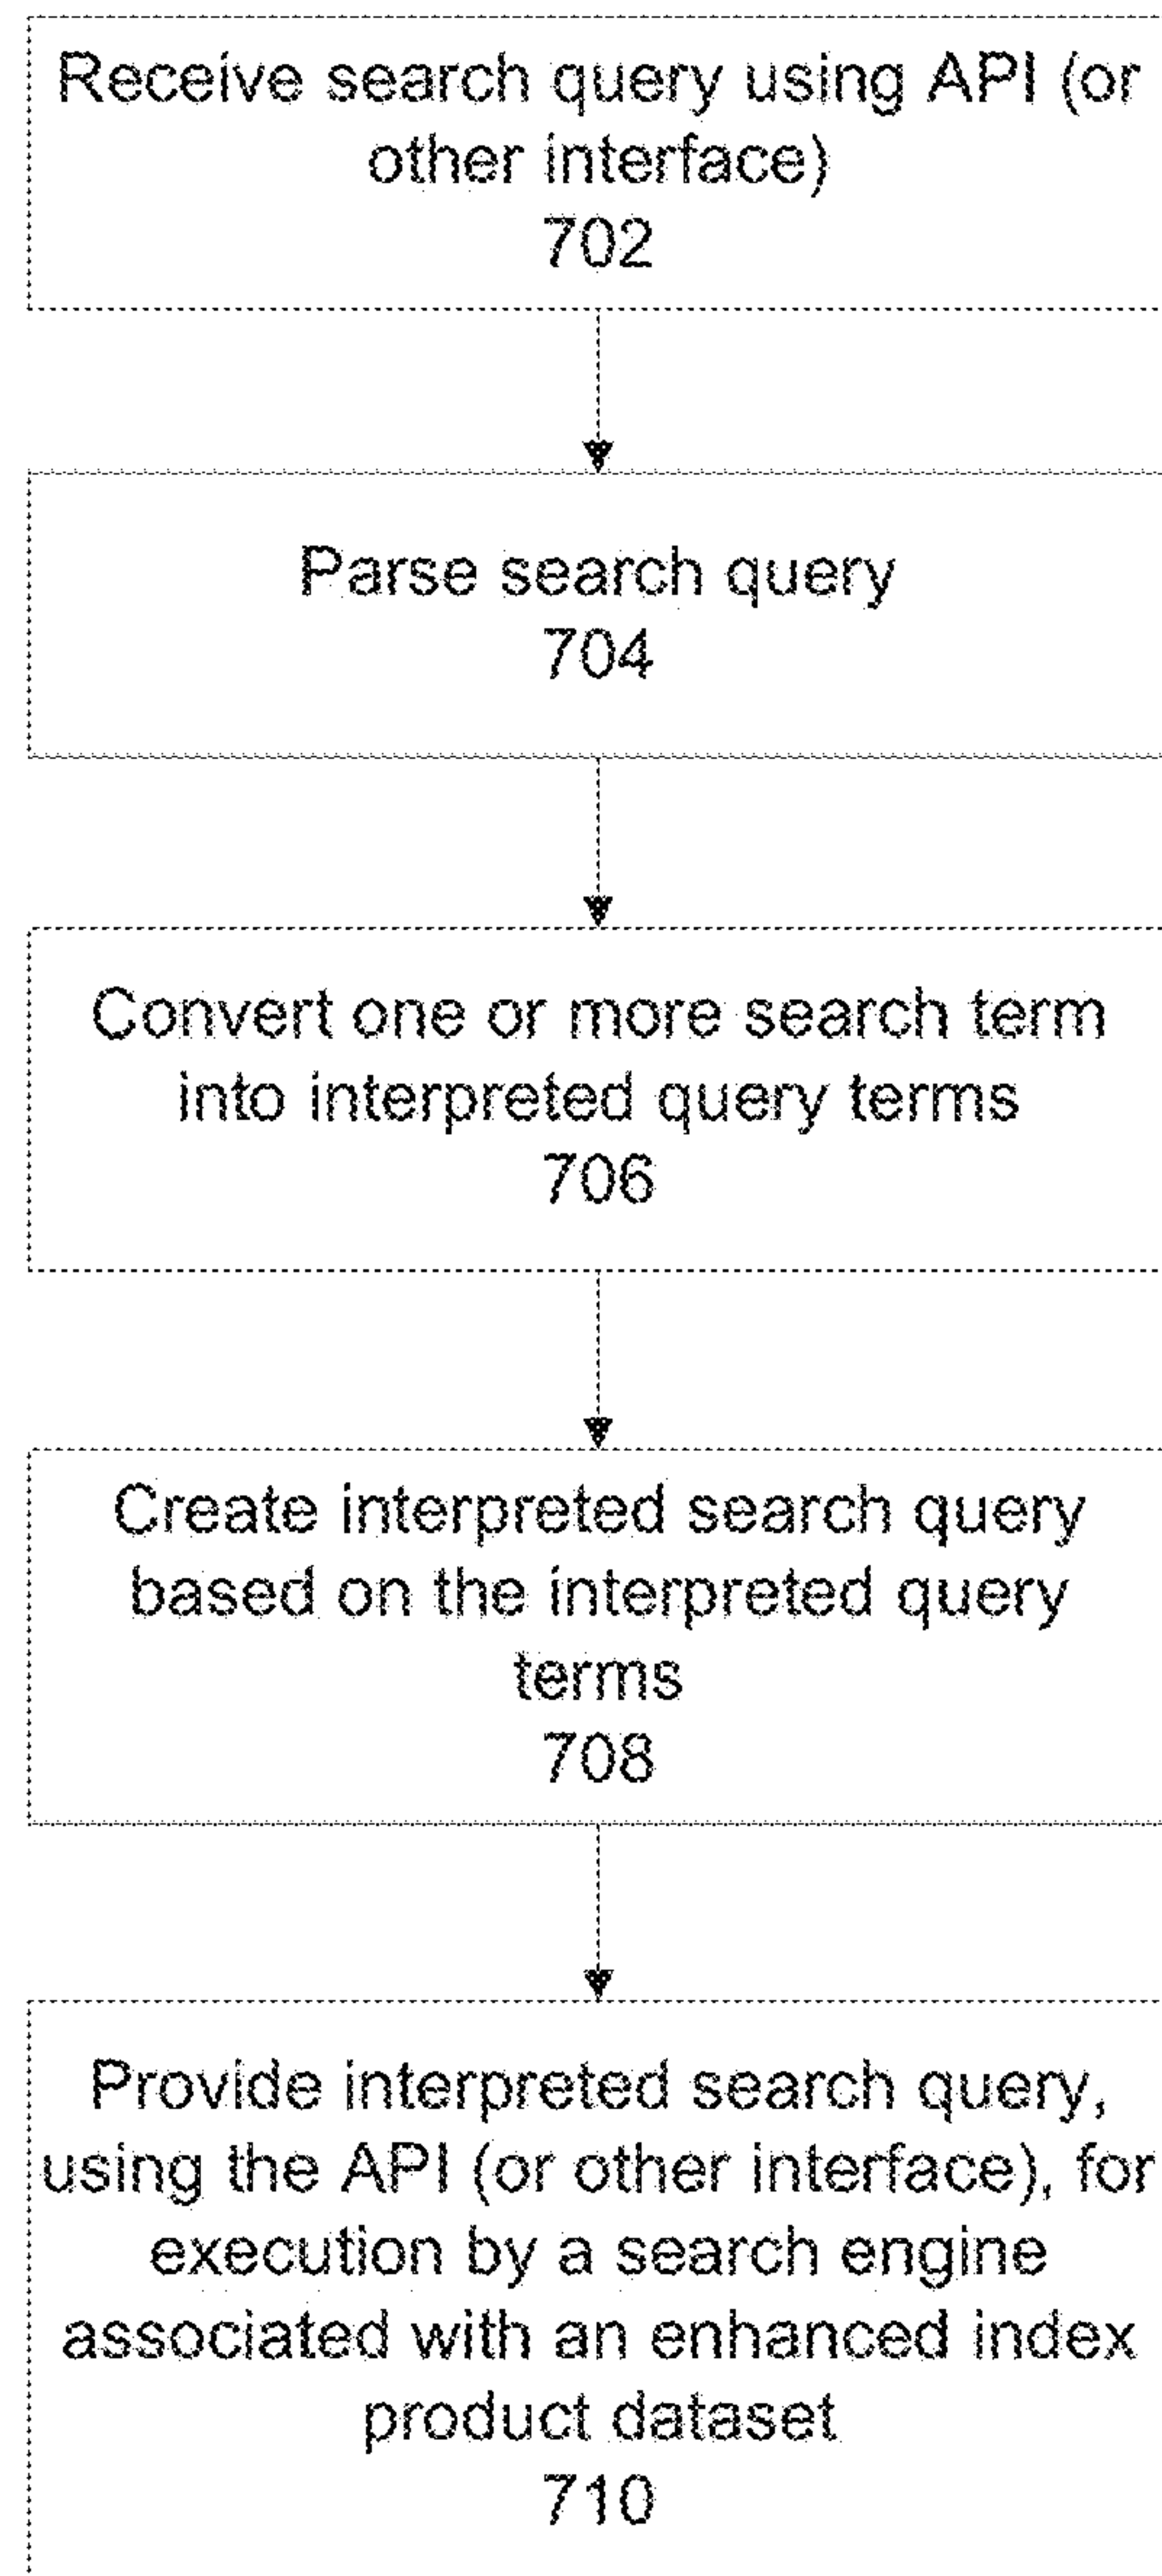 Receive search query using API (or
other interface)
702
Parse search query
704
Convert one or more search term
into interpreted query terms
706
Create interpreted search query
based on the interpreted query
terms
708
Provide interpreted search query,
using the API (or other interface), for
execution by a search engine
associated with an enhanced index
product dataset
710